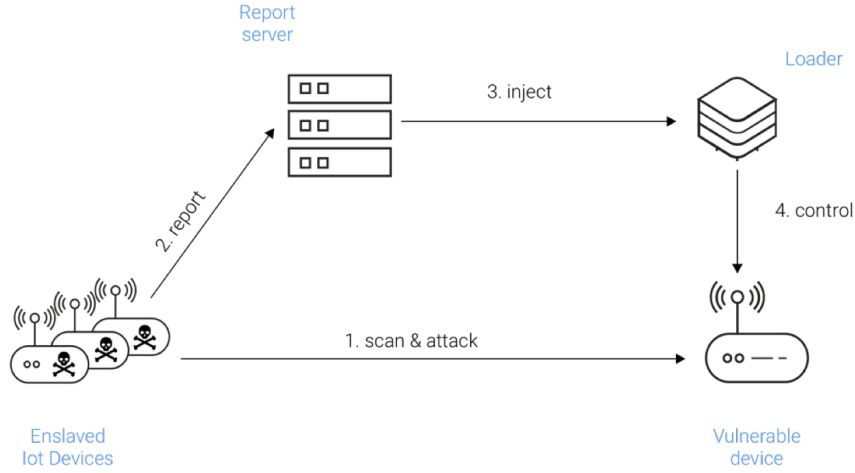 Report
server
Loader
3. inject
2. report
4. control
1. scan & attack
Enslaved
Iot Devices
Vulnerable
device